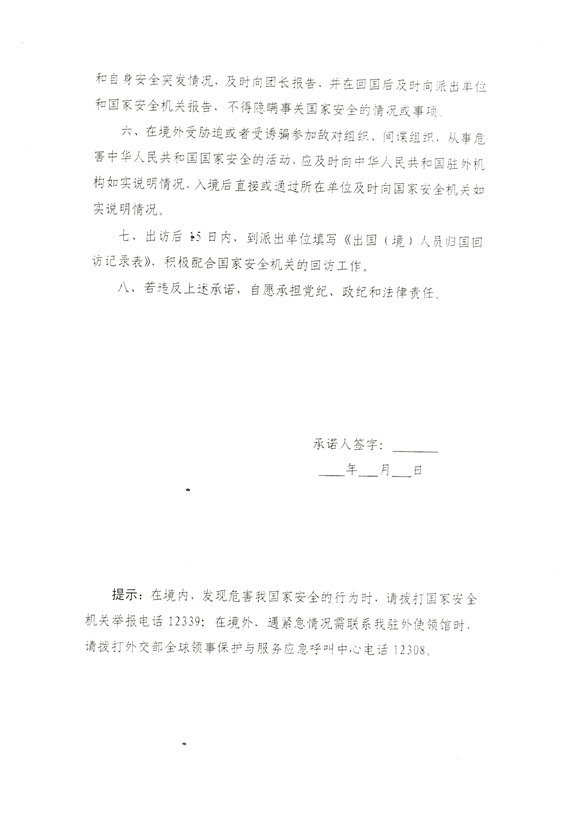 和自身安全突发情况，及时向团长报告，并在回国后及时向派出单位
和国家安全机关报告，不得隐瞒事关国家安全的情况或事项。
六、在境外受胁迫或者受诱骗参加敌对组织、间谍组织，从事危
害中华人民共和国国家安全的活动，应及时向中华人民共和国驻外机
构如实说明情况，入境后直接或通过所在单位及时向国家安全机关如
实说明情况。
七、出访后15日内，到派出单位填写《出国（境）人员归国回
访记录表》，积极配合国家安全机关的回访工作。
八、若违反上述承诺，自愿承担党纪、政纪和法律责任。
承诺人签字：______
____年___月___日
提示：在境内，发现危害我国家安全的行为时，请拨打国家安全
机关举报电话12339；在境外，遇紧急情况需联系我驻外使领馆时，
请拨打外交部全球领事保护与服务应急呼叫中心电话12308。